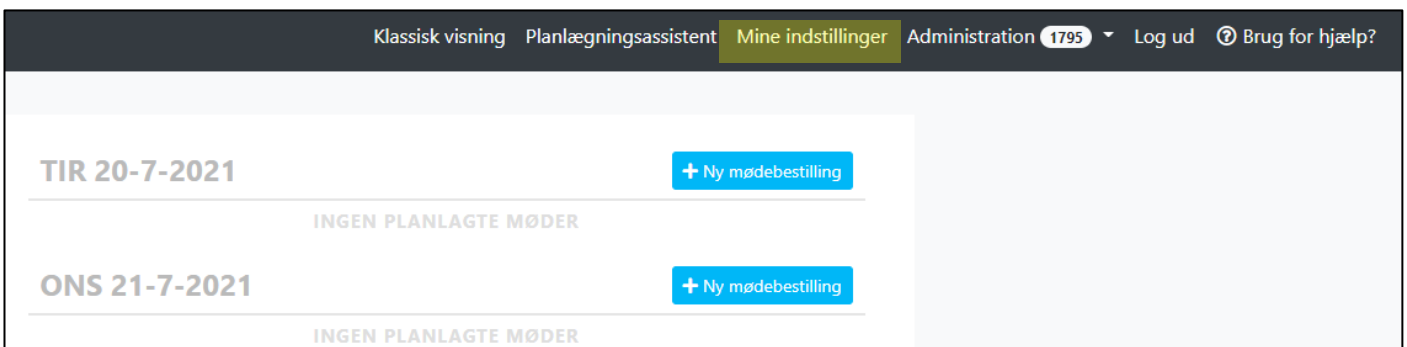 Klassisk visning Planlægningsassistent Mine indstillinger Administration 1795 Log ud Brug for hjælp?
TIR 20-7-2021 + Ny mødebestilling
INGEN PLANLAGTE MØDER
ONS 21-7-2021 + Ny mødebestilling
INGEN PLANLAGTE MØDER